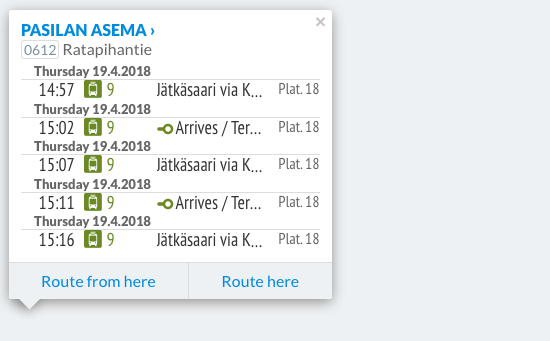 PASILAN ASEMA ›
×
0612 Ratapihantie
Thursday 19.4.2018
14:57 9 Jätkäsaari via K... Plat. 18
Thursday 19.4.2018
15:02 9 Arrives / Ter... Plat. 18
Thursday 19.4.2018
15:07 9 Jätkäsaari via K... Plat. 18
Thursday 19.4.2018
15:11 9 Arrives / Ter... Plat. 18
Thursday 19.4.2018
15:16 9 Jätkäsaari via K... Plat. 18
Route from here Route here